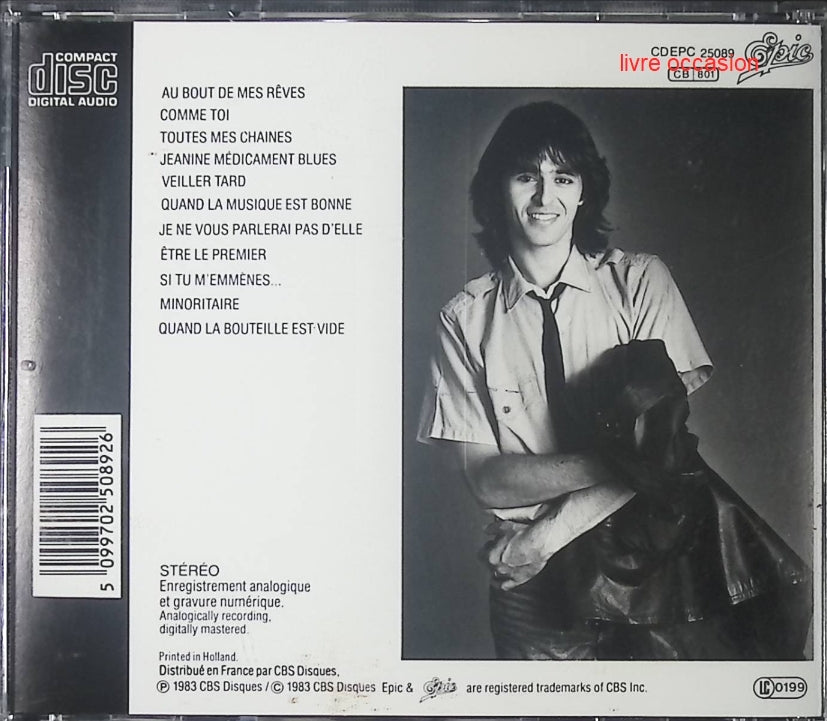 COMPACT
disc
DIGITAL AUDIO
CDEPC 25089
Epic
livre occasion
CB 801
AU BOUT DE MES RÊVES
COMME TOI
TOUTES MES CHAINES
JEANINE MÉDICAMENT BLUES
VEILLER TARD
QUAND LA MUSIQUE EST BONNE
JE NE VOUS PARLERAI PAS D'ELLE
ÊTRE LE PREMIER
SI TU M'EMMÈNES...
MINORITAIRE
QUAND LA BOUTEILLE EST VIDE
5 099702 508926
STÉRÉO
Enregistrement analogique
et gravure numérique.
Analogically recording,
digitally mastered.
Printed in Holland.
Distribué en France par CBS Disques.
Ⓟ 1983 CBS Disques / © 1983 CBS Disques Epic & Epic are registered trademarks of CBS Inc.
LC 0199